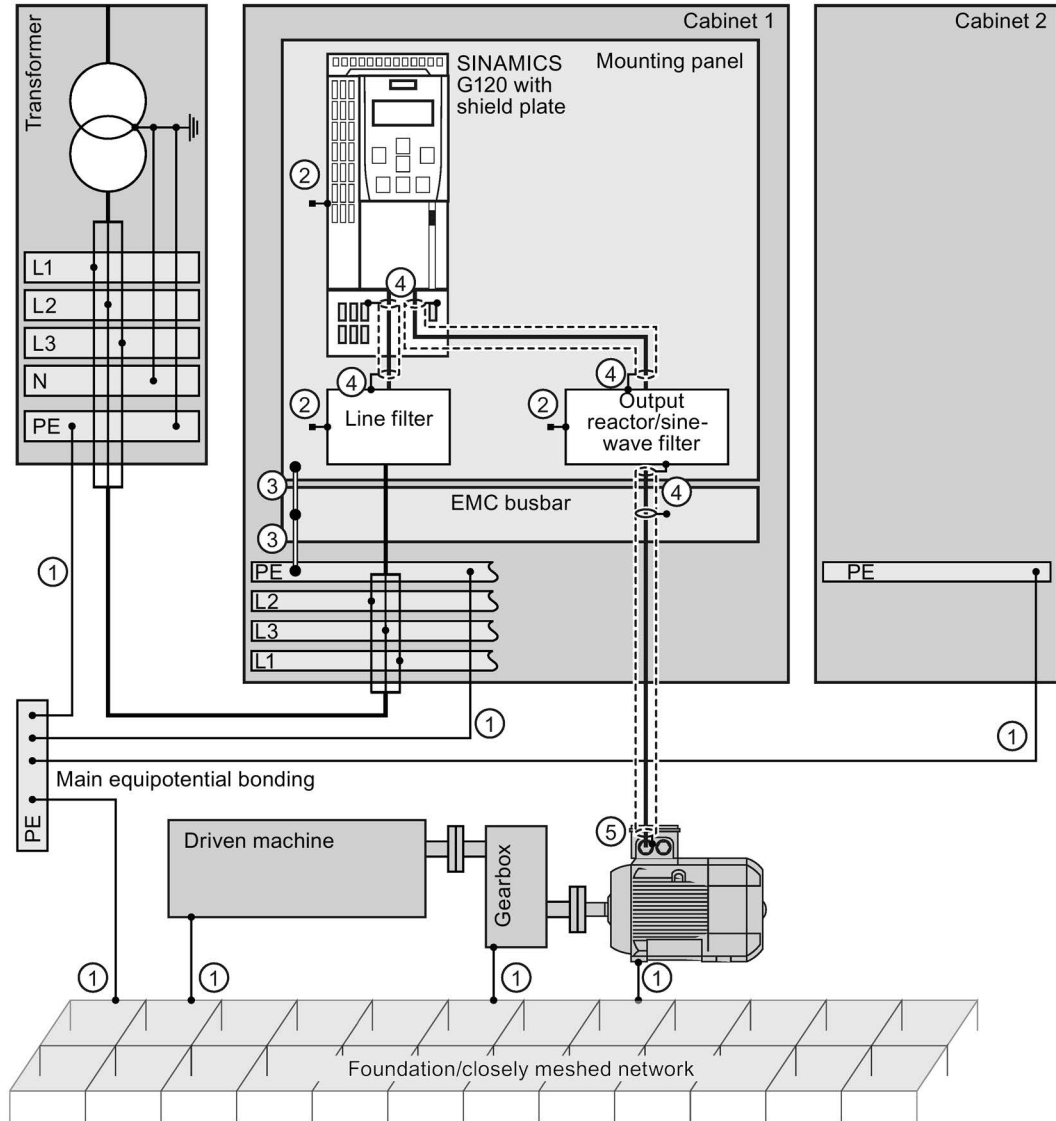 Transformer
L1
L2
L3
N
PE
1
Cabinet 1
Mounting panel
SINAMICS
G120 with
shield plate
2
4
4
2
Line filter
4
2
Output
reactor/sine-
wave filter
3
EMC busbar
4
3
PE
L2
L3
L1
1
Cabinet 2
PE
1
PE
Main equipotential bonding
Driven machine
Gearbox
5
1
1
1
1
Foundation/closely meshed network